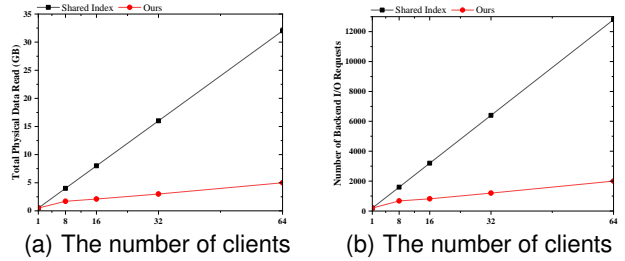 Shared Index Ours
Total Physical Data Read (GB)
35
30
25
20
15
10
5
0
1 8 16 32 64
(a) The number of clients
Shared Index Ours
Number of Backend I/O Requests
12000
10000
8000
6000
4000
2000
0
1 8 16 32 64
(b) The number of clients